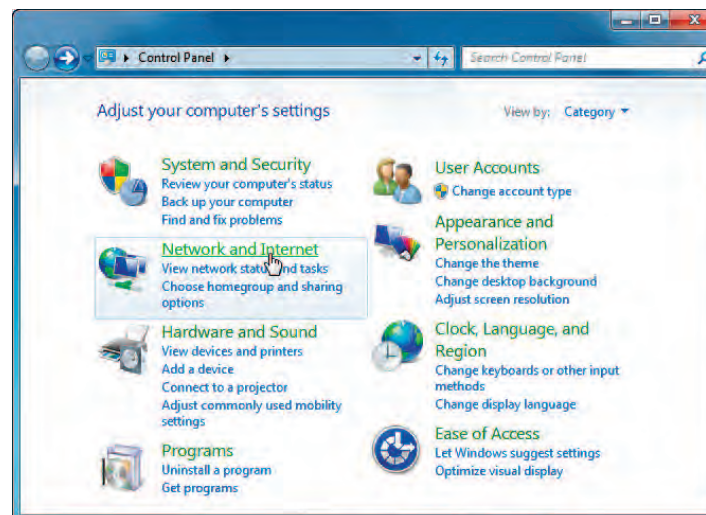 Control Panel
Search Control Panel
Adjust your computer's settings
View by: Category
System and Security
Review your computer's status
Back up your computer
Find and fix problems
Network and Internet
View network status and tasks
Choose homegroup and sharing
options
Hardware and Sound
View devices and printers
Add a device
Connect to a projector
Adjust commonly used mobility
settings
Programs
Uninstall a program
Get programs
User Accounts
Change account type
Appearance and
Personalization
Change the theme
Change desktop background
Adjust screen resolution
Clock, Language, and
Region
Change keyboards or other input
methods
Change display language
Ease of Access
Let Windows suggest settings
Optimize visual display